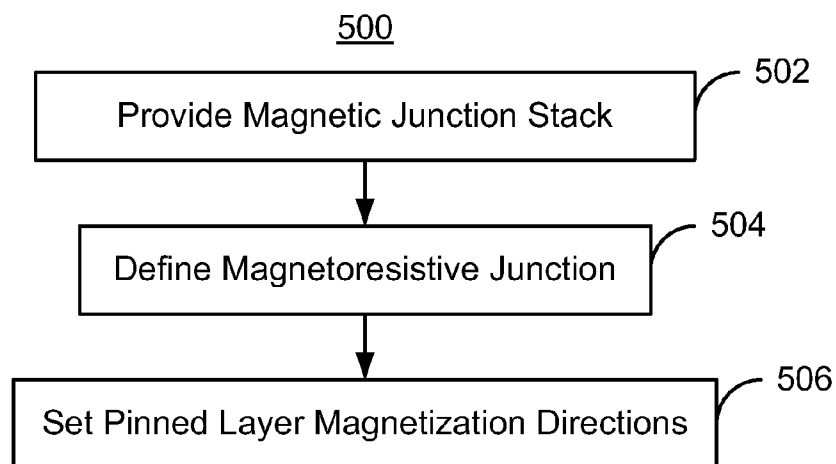 500
502
Provide Magnetic Junction Stack
504
Define Magnetoresistive Junction
506
Set Pinned Layer Magnetization Directions